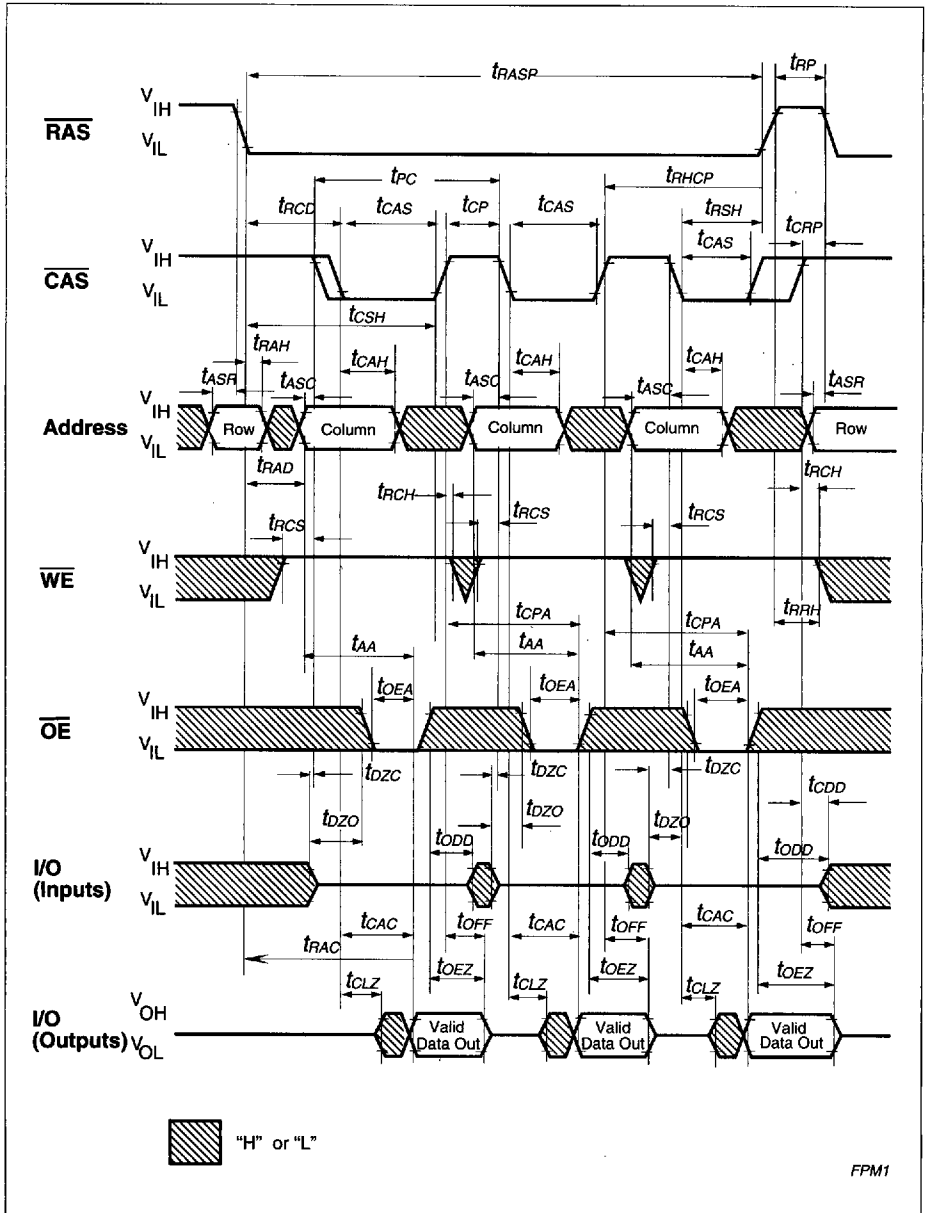 tRASP
tRP
VIH
RAS
VIL
tPC
tRHCP
tRCD
tCAS
tCP
tCAS
tRSH
tCAS
tCRP
VIH
CAS
VIL
tCSH
tRAH
tCAH
tCAH
tCAH
tASR
tASC
tASC
tASC
tASR
VIH
Address
Row
Column
Column
Column
Row
VIL
tRAD
tRCH
tRCH
tRCS
tRCS
tRCS
VIH
WE
VIL
tCPA
tCPA
tRRH
tAA
tAA
tAA
tOEA
tOEA
tOEA
VIH
OE
VIL
tDZC
tDZC
tDZC
tCDD
tDZO
tDZO
tDZO
tODD
tODD
tODD
I/O
(Inputs)
VIH
VIL
tCAC
tOFF
tCAC
tOFF
tCAC
tOFF
tRAC
tOEZ
tOEZ
tOEZ
tCLZ
tCLZ
tCLZ
VOH
I/O
(Outputs)
VOL
Valid
Data Out
Valid
Data Out
Valid
Data Out
"H" or "L"
FPM1